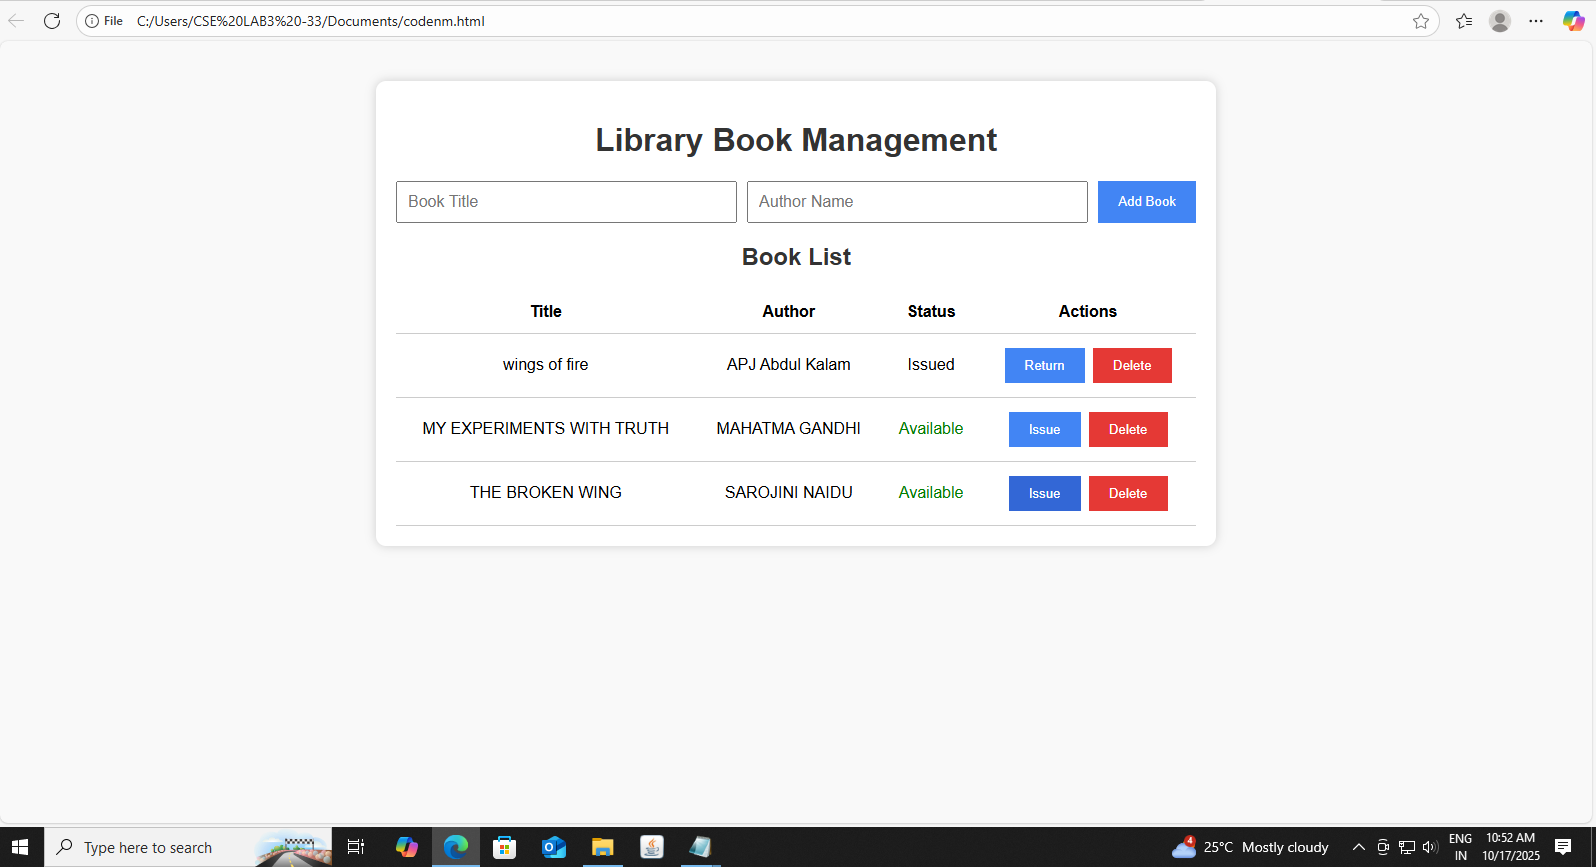 File C:/Users/CSE%20LAB3%20-33/Documents/codenm.html
Library Book Management
Book Title Author Name Add Book
Book List
Title Author Status Actions
wings of fire APJ Abdul Kalam Issued Return Delete
MY EXPERIMENTS WITH TRUTH MAHATMA GANDHI Available Issue Delete
THE BROKEN WING SAROJINI NAIDU Available Issue Delete
Type here to search 4 25°C Mostly cloudy ENG 10:52 AM
IN 10/17/2025